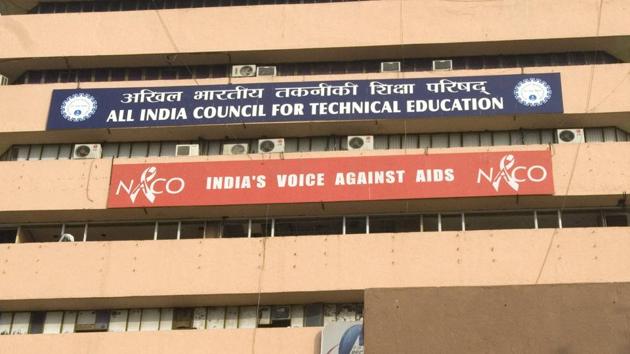 अखिल भारतीय तकनीकी शिक्षा परिषद्
ALL INDIA COUNCIL FOR TECHNICAL EDUCATION
NACO INDIA'S VOICE AGAINST AIDS NACO